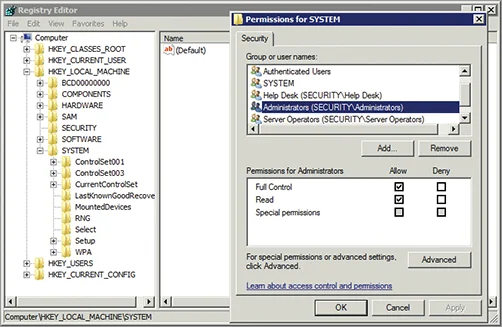 Registry Editor
File Edit View Favorites Help
Computer
HKEY_CLASSES_ROOT
HKEY_CURRENT_USER
HKEY_LOCAL_MACHINE
BCD00000000
COMPONENTS
HARDWARE
SAM
SECURITY
SOFTWARE
SYSTEM
ControlSet001
ControlSet003
CurrentControlSet
LastKnownGoodRecove
MountedDevices
RNG
Select
Setup
WPA
HKEY_USERS
HKEY_CURRENT_CONFIG
Name
ab (Default)
Computer\HKEY_LOCAL_MACHINE\SYSTEM
Permissions for SYSTEM
Security
Group or user names:
Authenticated Users
SYSTEM
Help Desk (SECURITY\Help Desk)
Administrators (SECURITY\Administrators)
Server Operators (SECURITY\Server Operators)
Add... Remove
Permissions for Administrators Allow Deny
Full Control
Read
Special permissions
For special permissions or advanced settings,
click Advanced.
Advanced
Learn about access control and permissions
OK Cancel Apply